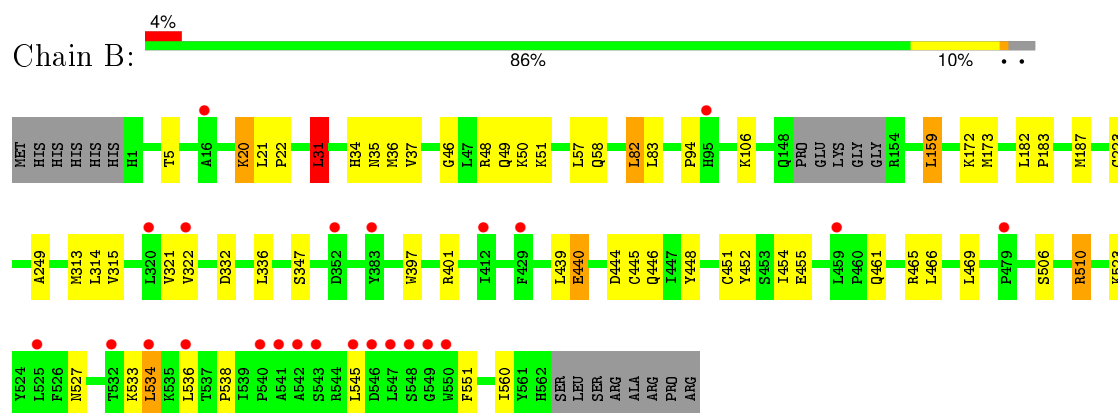 4%
Chain B:
86% 10% • •
MET HIS HIS HIS HIS HIS H1 T5 A16 K20 L21 P22 L31 H34 N35 M36 V37 G46 L47 R48 Q49 K50 K51 L57 Q58 L82 L83 P94 H95 K106 Q148 PRO GLU LYS GLY GLY R154 L159 K172 M173 L182 P183 M187
A249 M313 L314 V315 L320 V321 V322 D332 L336 S347 D352 Y383 W397 R401 I412 F429 L439 E440 D444 C445 Q446 I447 Y448 C451 Y452 S453 I454 E455 L459 P460 Q461 R465 L466 L469 P479 S506 R510 K523
Y524 L525 F526 N527 T532 K533 L534 K535 L536 T537 P538 I539 P540 A541 A542 S543 R544 L545 D546 L547 S548 G549 W550 F551 I560 Y561 H562 SER LEU SER ARG ALA ARG PRO ARG